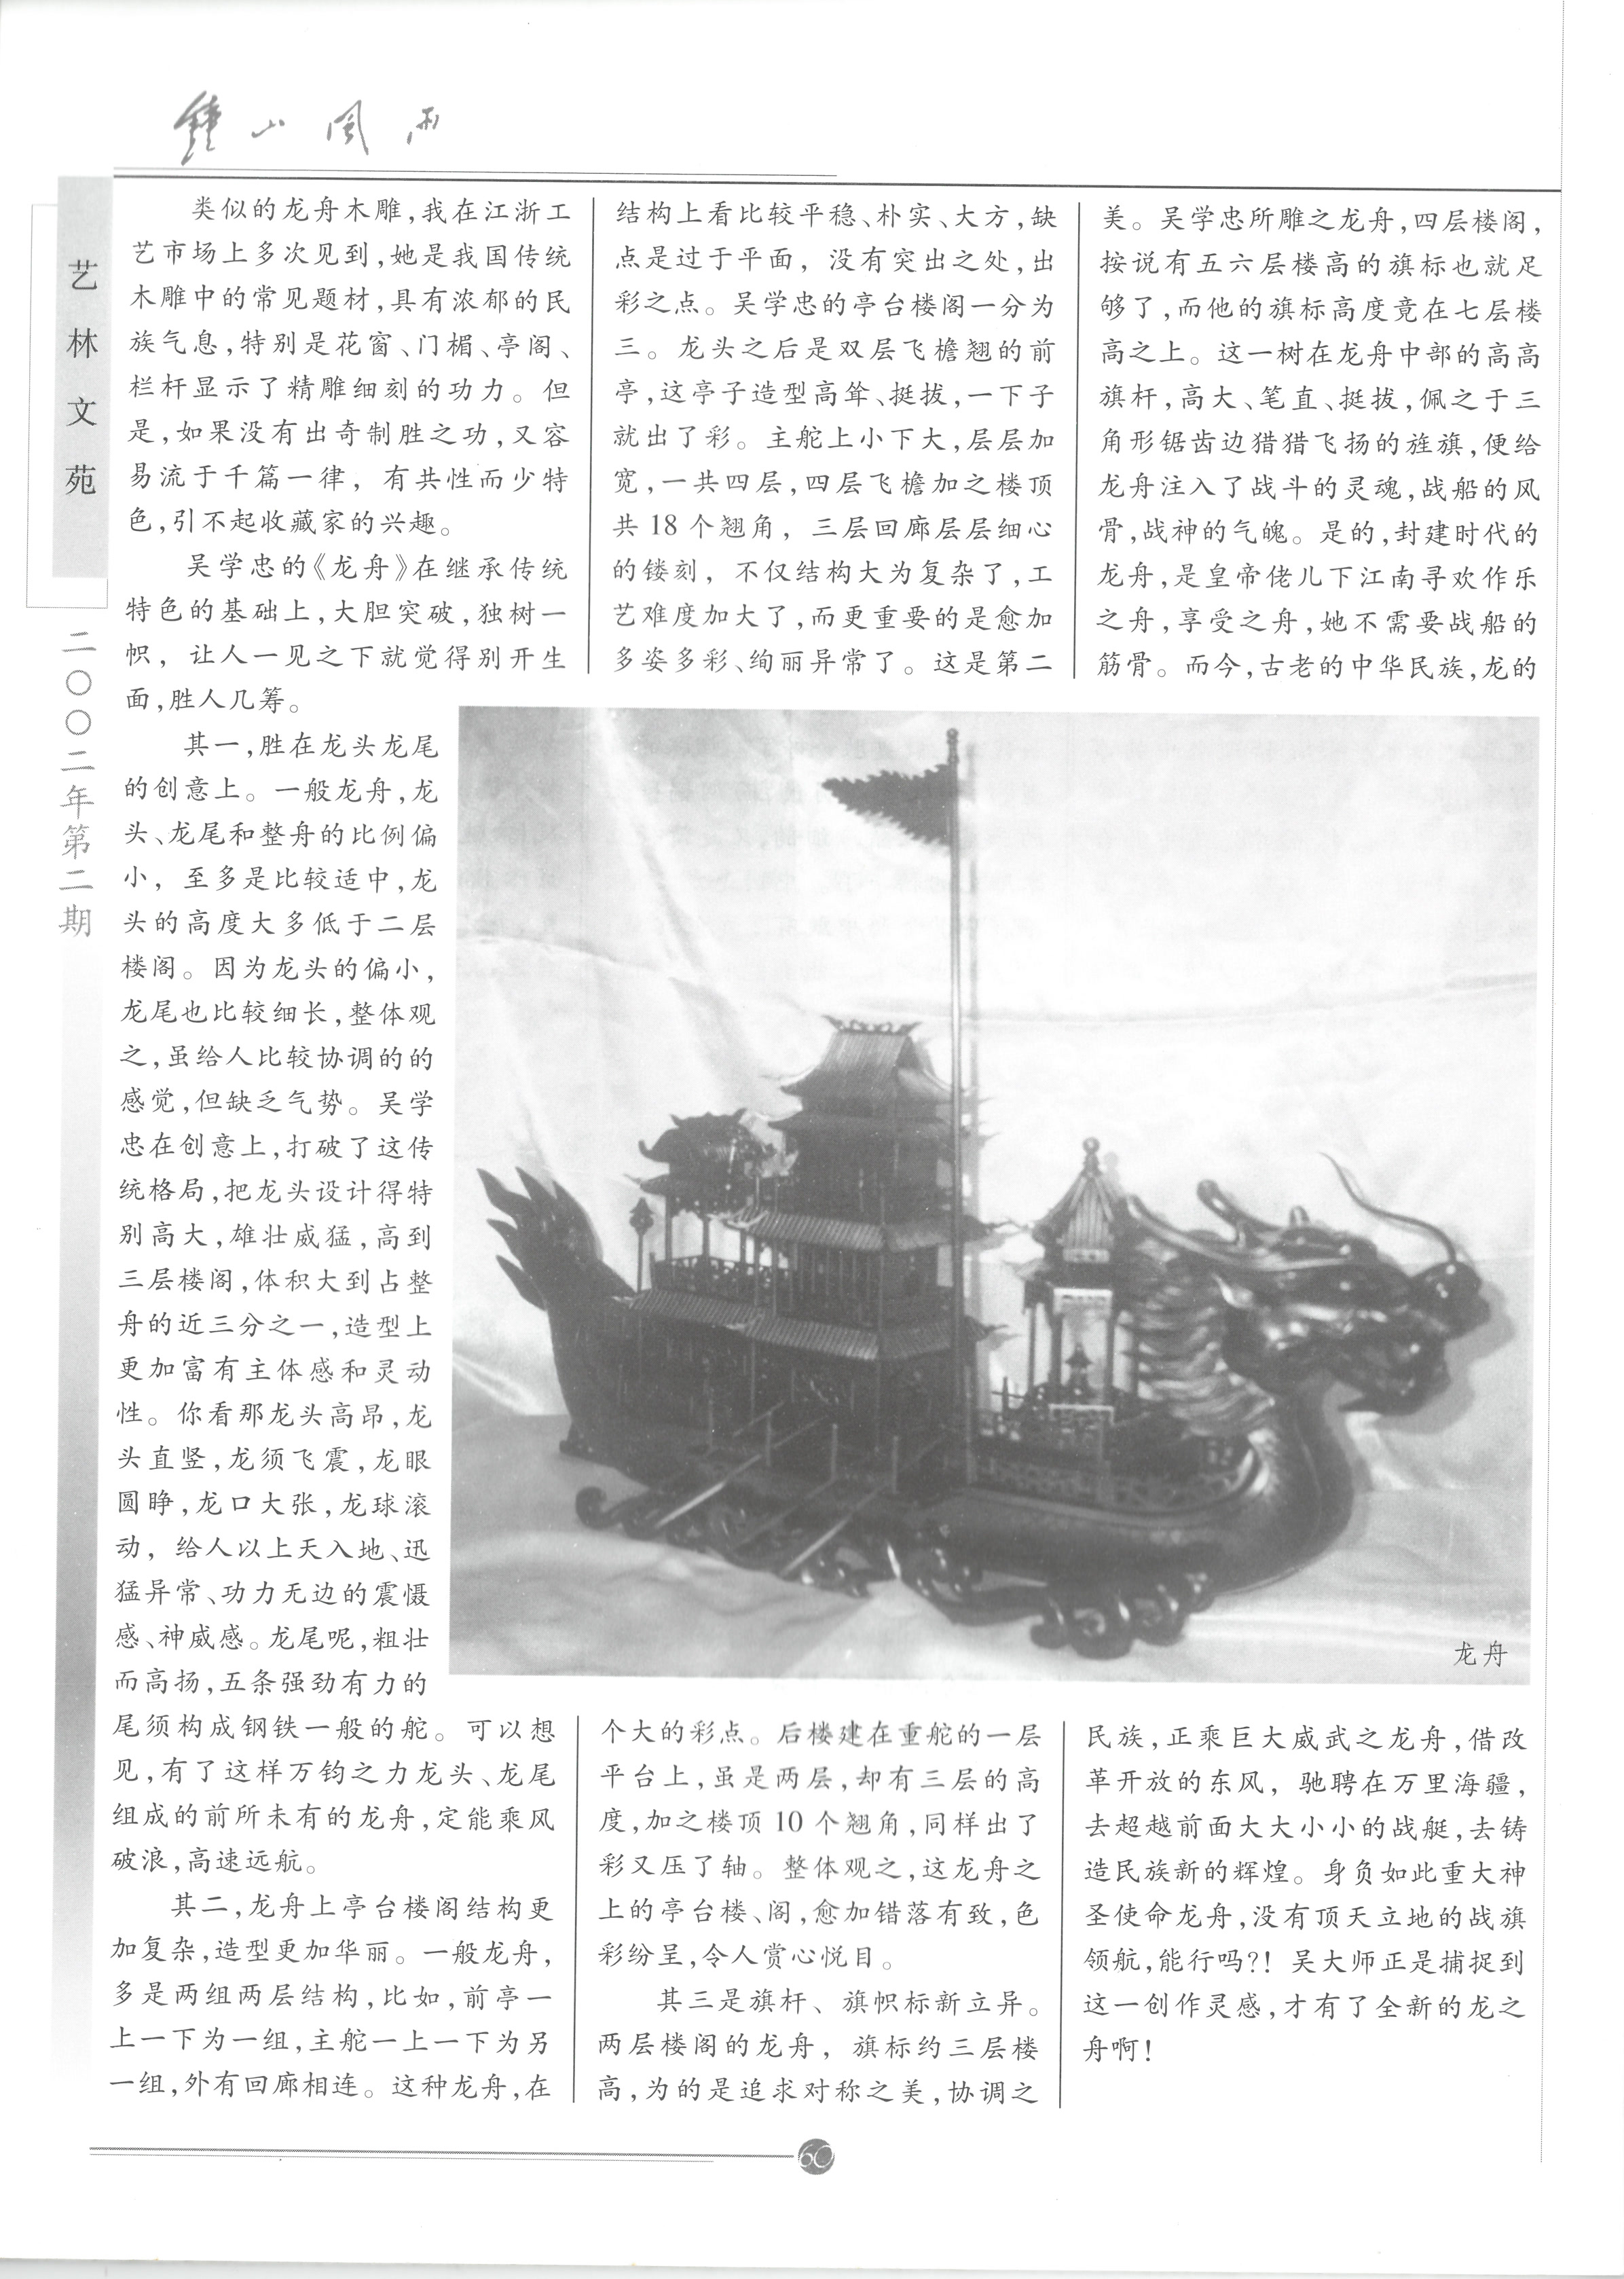 鍾山风雨
艺林文苑
二〇〇二年第二期
类似的龙舟木雕,我在江浙工
艺市场上多次见到,她是我国传统
木雕中的常见题材,具有浓郁的民
族气息,特别是花窗、门楣、亭阁、
栏杆显示了精雕细刻的功力。但
是,如果没有出奇制胜之功,又容
易流于千篇一律,有共性而少特
色,引不起收藏家的兴趣。
吴学忠的《龙舟》在继承传统
特色的基础上,大胆突破,独树一
帜,让人一见之下就觉得别开生
面,胜人几筹。
其一,胜在龙头龙尾
的创意上。一般龙舟,龙
头、龙尾和整舟的比例偏
小,至多是比较适中,龙
头的高度大多低于二层
楼阁。因为龙头的偏小,
龙尾也比较细长,整体观
之,虽给人比较协调的的
感觉,但缺乏气势。吴学
忠在创意上,打破了这传
统格局,把龙头设计得特
别高大,雄壮威猛,高到
三层楼阁,体积大到占整
舟的近三分之一,造型上
更加富有主体感和灵动
性。你看那龙头高昂,龙
头直竖,龙须飞震,龙眼
圆睁,龙口大张,龙球滚
动,给人以上天入地、迅
猛异常、功力无边的震慑
感、神威感。龙尾呢,粗壮
而高扬,五条强劲有力的
尾须构成钢铁一般的舵。可以想
见,有了这样万钧之力龙头、龙尾
组成的前所未有的龙舟,定能乘风
破浪,高速远航。
其二,龙舟上亭台楼阁结构更
加复杂,造型更加华丽。一般龙舟,
多是两组两层结构,比如,前亭一
上一下为一组,主舵一上一下为另
一组,外有回廊相连。这种龙舟,在
结构上看比较平稳、朴实、大方,缺
点是过于平面,没有突出之处,出
彩之点。吴学忠的亭台楼阁一分为
三。龙头之后是双层飞檐翘的前
亭,这亭子造型高耸、挺拔,一下子
就出了彩。主舵上小下大,层层加
宽,一共四层,四层飞檐加之楼顶
共18个翘角,三层回廊层层细心
的镂刻,不仅结构大为复杂了,工
艺难度加大了,而更重要的是愈加
多姿多彩、绚丽异常了。这是第二
个大的彩点。后楼建在重舵的一层
平台上,虽是两层,却有三层的高
度,加之楼顶10个翘角,同样出了
彩又压了轴。整体观之,这龙舟之
上的亭台楼、阁,愈加错落有致,色
彩纷呈,令人赏心悦目。
其三是旗杆、旗帜标新立异。
两层楼阁的龙舟,旗标约三层楼
高,为的是追求对称之美,协调之
美。吴学忠所雕之龙舟,四层楼阁,
按说有五六层楼高的旗标也就足
够了,而他的旗标高度竟在七层楼
高之上。这一树在龙舟中部的高高
旗杆,高大、笔直、挺拔,佩之于三
角形锯齿边猎猎飞扬的旌旗,便给
龙舟注入了战斗的灵魂,战船的风
骨,战神的气魄。是的,封建时代的
龙舟,是皇帝佬儿下江南寻欢作乐
之舟,享受之舟,她不需要战船的
筋骨。而今,古老的中华民族,龙的
民族,正乘巨大威武之龙舟,借改
革开放的东风,驰聘在万里海疆,
去超越前面大大小小的战艇,去铸
造民族新的辉煌。身负如此重大神
圣使命龙舟,没有顶天立地的战旗
领航,能行吗?!吴大师正是捕捉到
这一创作灵感,才有了全新的龙之
舟啊!
龙舟
60